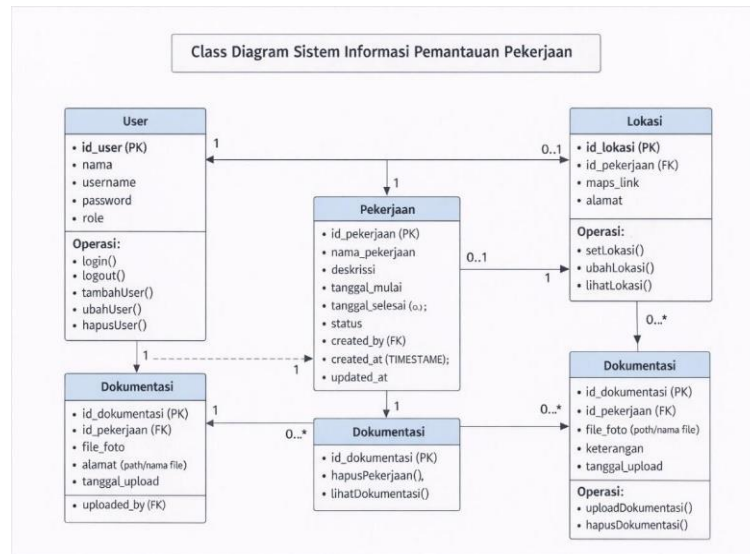 Class Diagram Sistem Informasi Pemantauan Pekerjaan
User
• id_user (PK)
• nama
• username
• password
• role
Operasi:
• login()
• logout()
• tambahUser()
• ubahUser()
• hapusUser()
1
0..1
1
Lokasi
• id_lokasi (PK)
• id_pekerjaan (FK)
• maps_link
• alamat
Operasi:
• setLokasi()
• ubahLokasi()
• lihatLokasi()
Pekerjaan
• id_pekerjaan (PK)
• nama_pekerjaan
• deskrissi
• tanggal_mulai
• tanggal_selesai (o.);
• status
• created_by (FK)
• created_at (TIMESTAME);
• updated_at
0..1
1
0...*
1
1
Dokumentasi
• id_dokumentasi (PK)
• id_pekerjaan (FK)
• file_foto
• alamat (path/nama file)
• tanggal_upload
• uploaded_by (FK)
1
0...*
1
Dokumentasi
• id_dokumentasi (PK)
• hapusPekerjaan(),
• lihatDokumentasi()
0...*
Dokumentasi
• id_dokumentasi (PK)
• id_pekerjaan (FK)
• file_foto (poth/nama file)
• keterangan
• tanggal_upload
Operasi:
• uploadDokumentasi()
• hapusDokumentasi()